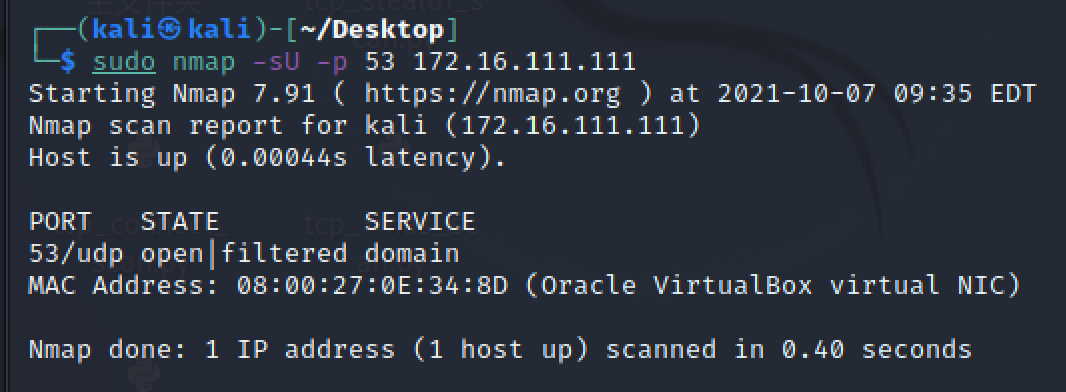 ┌──(kali㉿kali)-[~/Desktop]
└─$ sudo nmap -sU -p 53 172.16.111.111
Starting Nmap 7.91 ( https://nmap.org ) at 2021-10-07 09:35 EDT
Nmap scan report for kali (172.16.111.111)
Host is up (0.00044s latency).

PORT   STATE         SERVICE
53/udp open|filtered domain
MAC Address: 08:00:27:0E:34:8D (Oracle VirtualBox virtual NIC)

Nmap done: 1 IP address (1 host up) scanned in 0.40 seconds